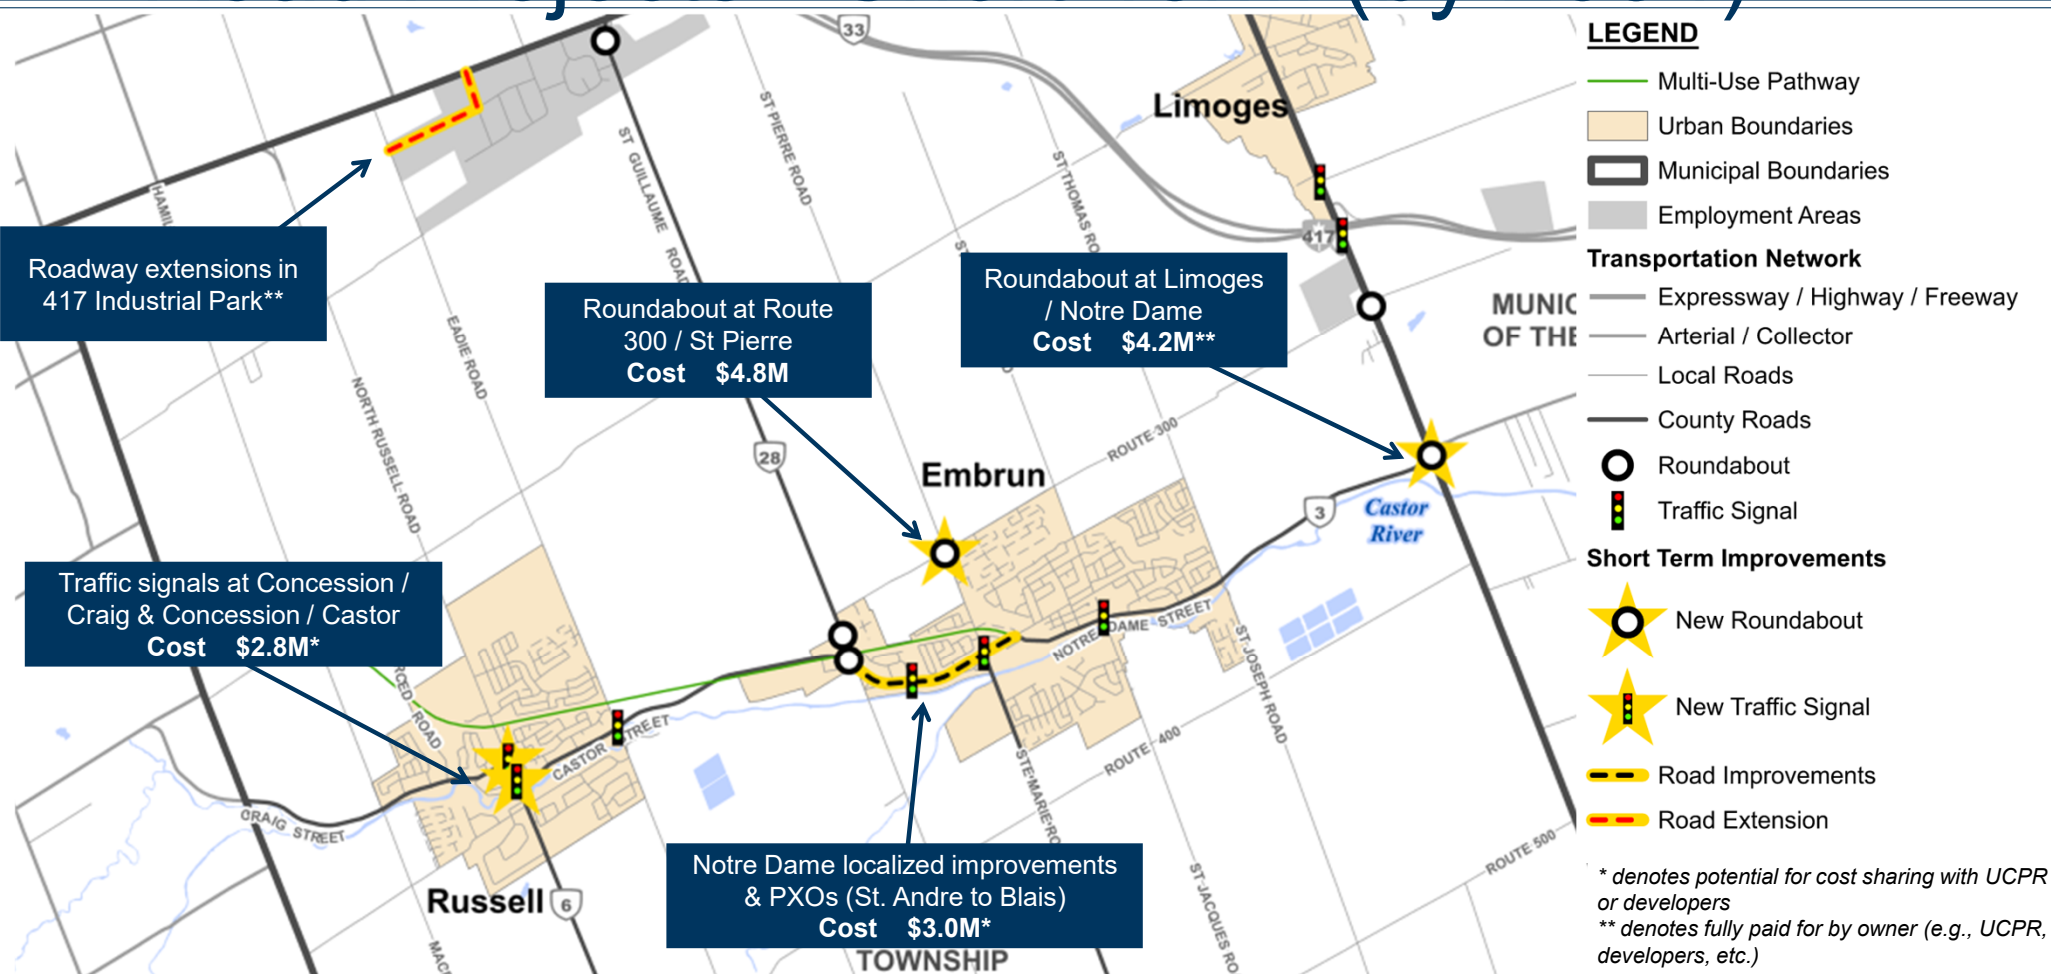 33
Limoges
ST PIERRE ROAD
ST GUILLAUME ROAD
ST THOMAS RO
417
Roadway extensions in
417 Industrial Park**
Roundabout at Route
300 / St Pierre
Cost $4.8M
Roundabout at Limoges
/ Notre Dame
Cost $4.2M**
MUNIC
OF THE
EADIE ROAD
NORTH RUSSELL ROAD
28
ROUTE 300
Embrun
3
Castor
River
Traffic signals at Concession /
Craig & Concession / Castor
Cost $2.8M*
ROAD
CASTOR STREET
NOTRE DAME STREET
ST JOSEPH ROAD
ROUTE 400
CRAIG STREET
ROUTE 500
ST JACQUES RO
Russell
6
Notre Dame localized improvements
& PXOs (St. Andre to Blais)
Cost $3.0M*
TOWNSHIP
LEGEND
Multi-Use Pathway
Urban Boundaries
Municipal Boundaries
Employment Areas
Transportation Network
Expressway / Highway / Freeway
Arterial / Collector
Local Roads
County Roads
Roundabout
Traffic Signal
Short Term Improvements
New Roundabout
New Traffic Signal
Road Improvements
Road Extension
* denotes potential for cost sharing with UCPR
or developers
** denotes fully paid for by owner (e.g., UCPR,
developers, etc.)